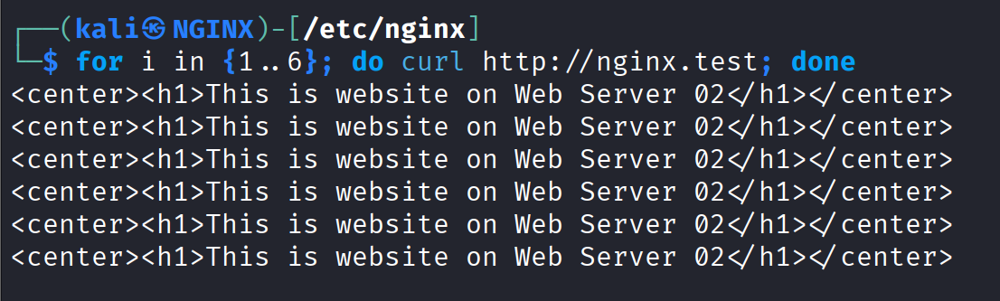 ┌──(kali㉿NGINX)-[/etc/nginx]
└─$ for i in {1..6}; do curl http://nginx.test; done
<center><h1>This is website on Web Server 02</h1></center>
<center><h1>This is website on Web Server 02</h1></center>
<center><h1>This is website on Web Server 02</h1></center>
<center><h1>This is website on Web Server 02</h1></center>
<center><h1>This is website on Web Server 02</h1></center>
<center><h1>This is website on Web Server 02</h1></center>